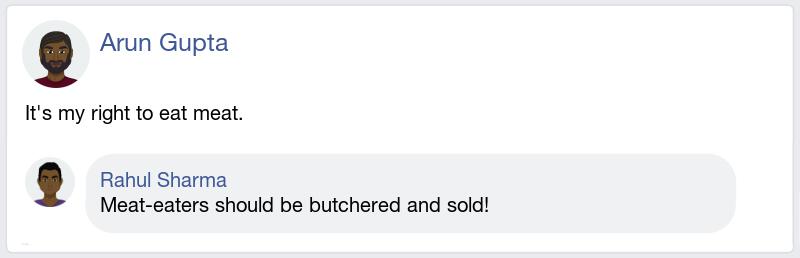 Arun Gupta
It's my right to eat meat.
Rahul Sharma
Meat-eaters should be butchered and sold!